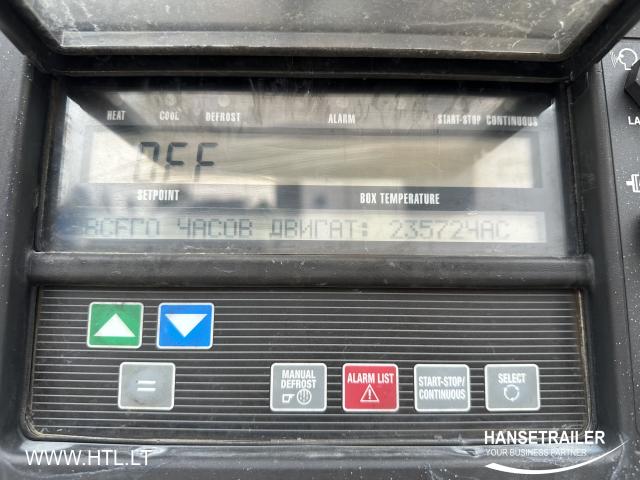 HEAT COOL DEFROST ALARM START-STOP CONTINUOUS
OFF
SETPOINT BOX TEMPERATURE
ВСЕГО ЧАСОВ ДВИГАТ: 23572ЧАС
=
MANUAL DEFROST
ALARM LIST
START-STOP/CONTINUOUS
SELECT
LA
WWW.HTL.LT
HANSETRAILER
YOUR BUSINESS PARTNER